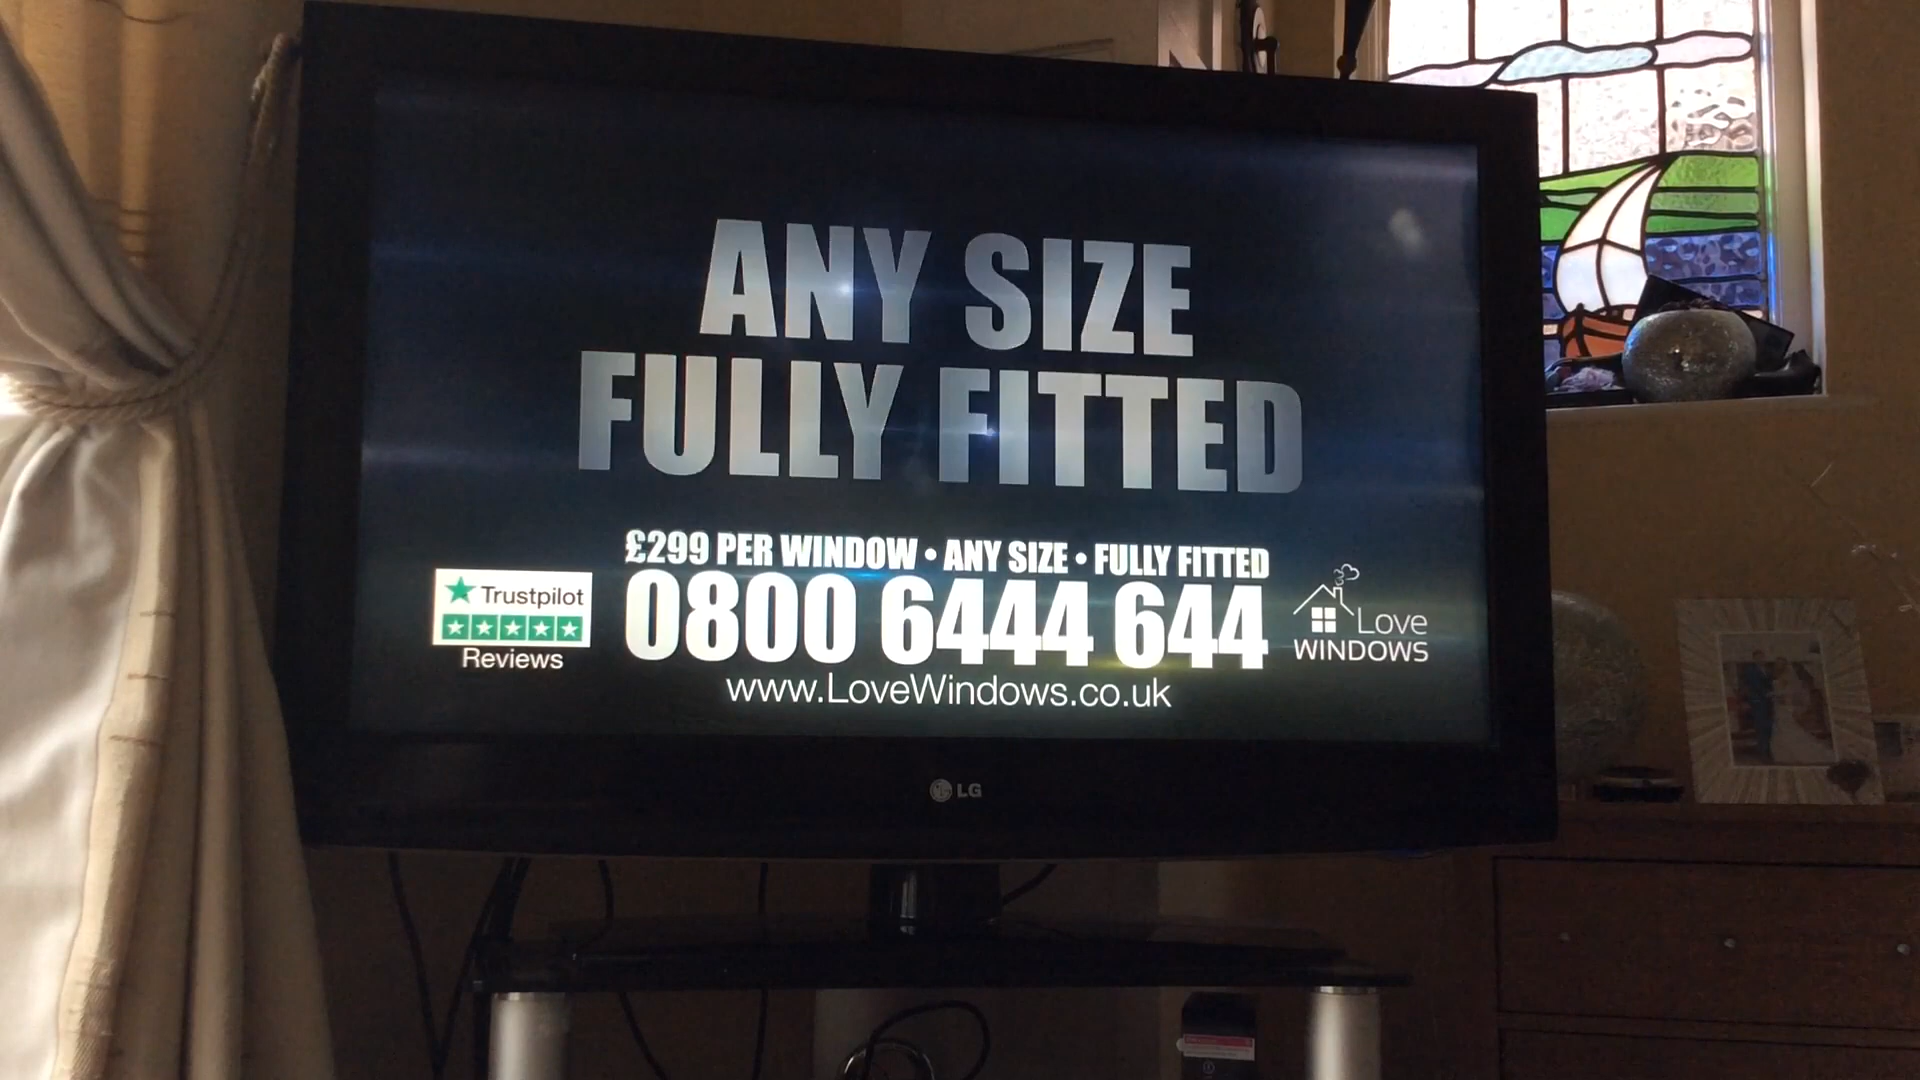 ANY SIZE
FULLY FITTED
£299 PER WINDOW • ANY SIZE • FULLY FITTED
0800 6444 644
www.LoveWindows.co.uk
Trustpilot
Reviews
Love
WINDOWS
LG